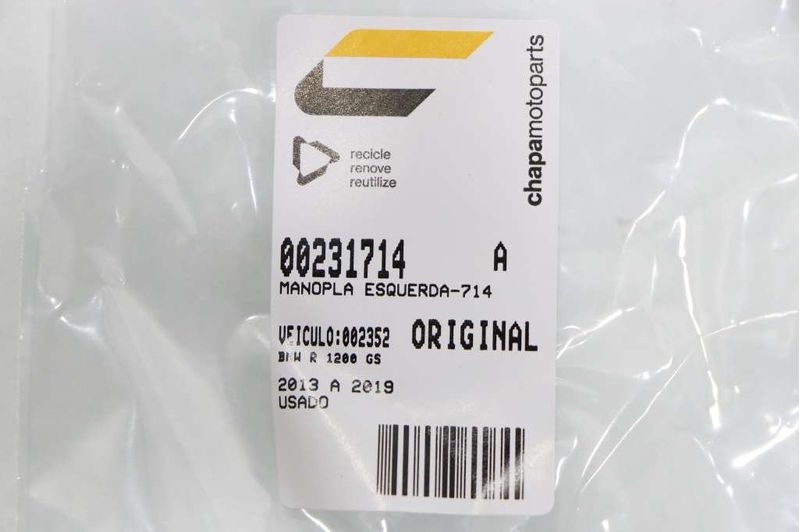 chapamotoparts
recicle
renove
reutilize
00231714 A
MANOPLA ESQUERDA-714
VEICULO:002352 ORIGINAL
BMW R 1200 GS
2013 A 2019
USADO